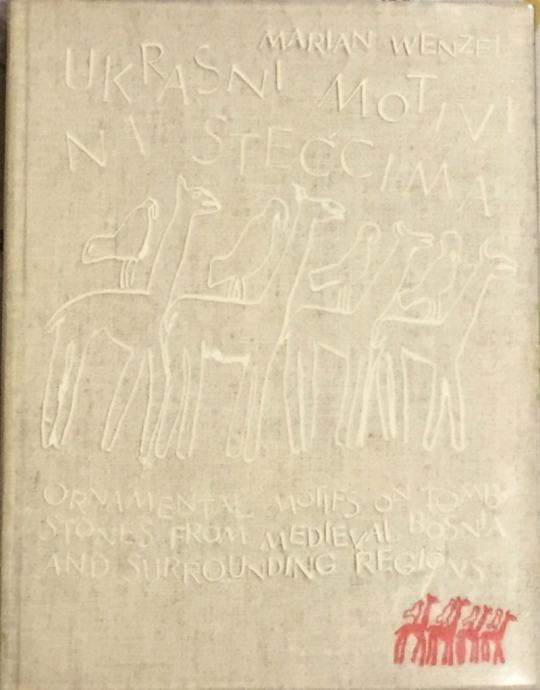 MARIAN WENZEL
UKRASNI MOTIVI
NA STEĆCIMA
ORNAMENTAL MOTIFS ON TOMB-
STONES FROM MEDIEVAL BOSNIA
AND SURROUNDING REGIONS